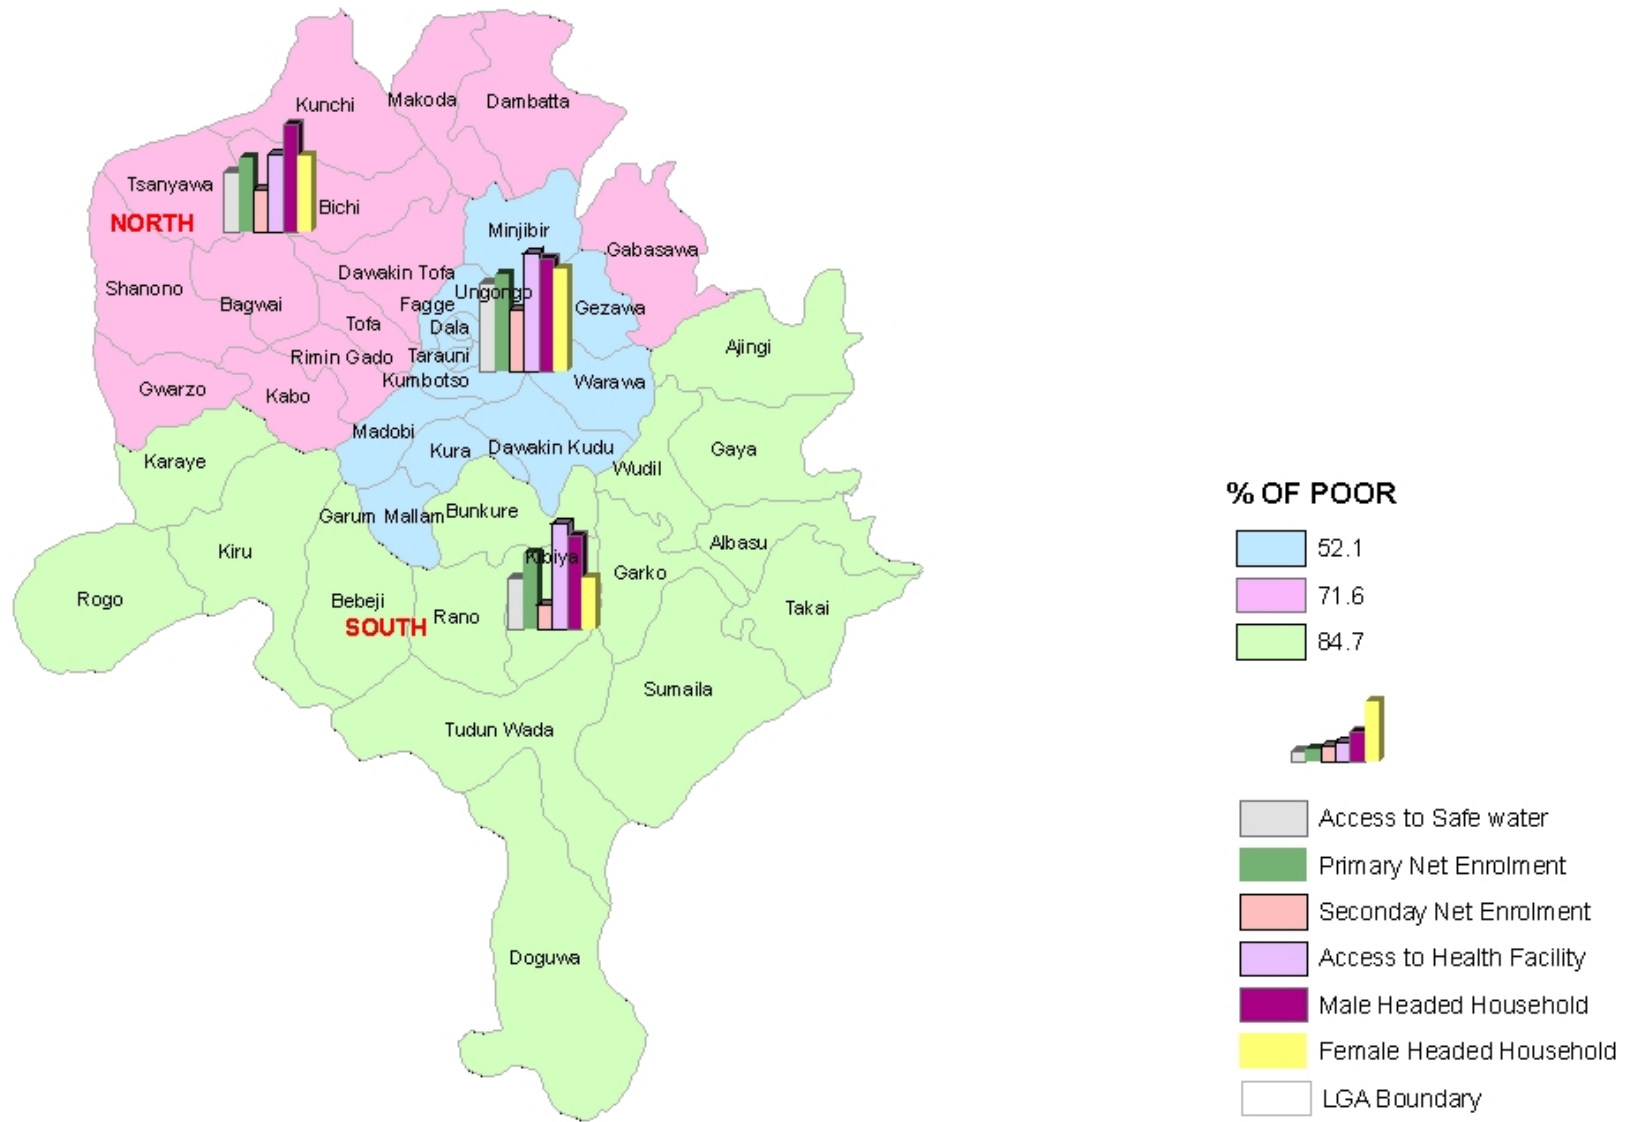 Kunchi
Makoda
Dambatta
Tsanyawa
NORTH
Bichi
Minjibir
Gabasawa
Shanono
Bagwai
Dawakin Tofa
Fagge
Ungongo
Gezawa
Tofa
Dala
Rimin Gado
Tarauni
Ajingi
Gwarzo
Kabo
Kumbotso
Warawa
Madobi
Kura
Dawakin Kudu
Karaye
Wudil
Gaya
Garum Mallam
Bunkure
Kiru
Kibiya
Albasu
Garko
Rogo
Bebeji
SOUTH
Rano
Takai
Sumaila
Tudun Wada
Doguwa
% OF POOR
52.1
71.6
84.7
Access to Safe water
Primary Net Enrolment
Seconday Net Enrolment
Access to Health Facility
Male Headed Household
Female Headed Household
LGA Boundary